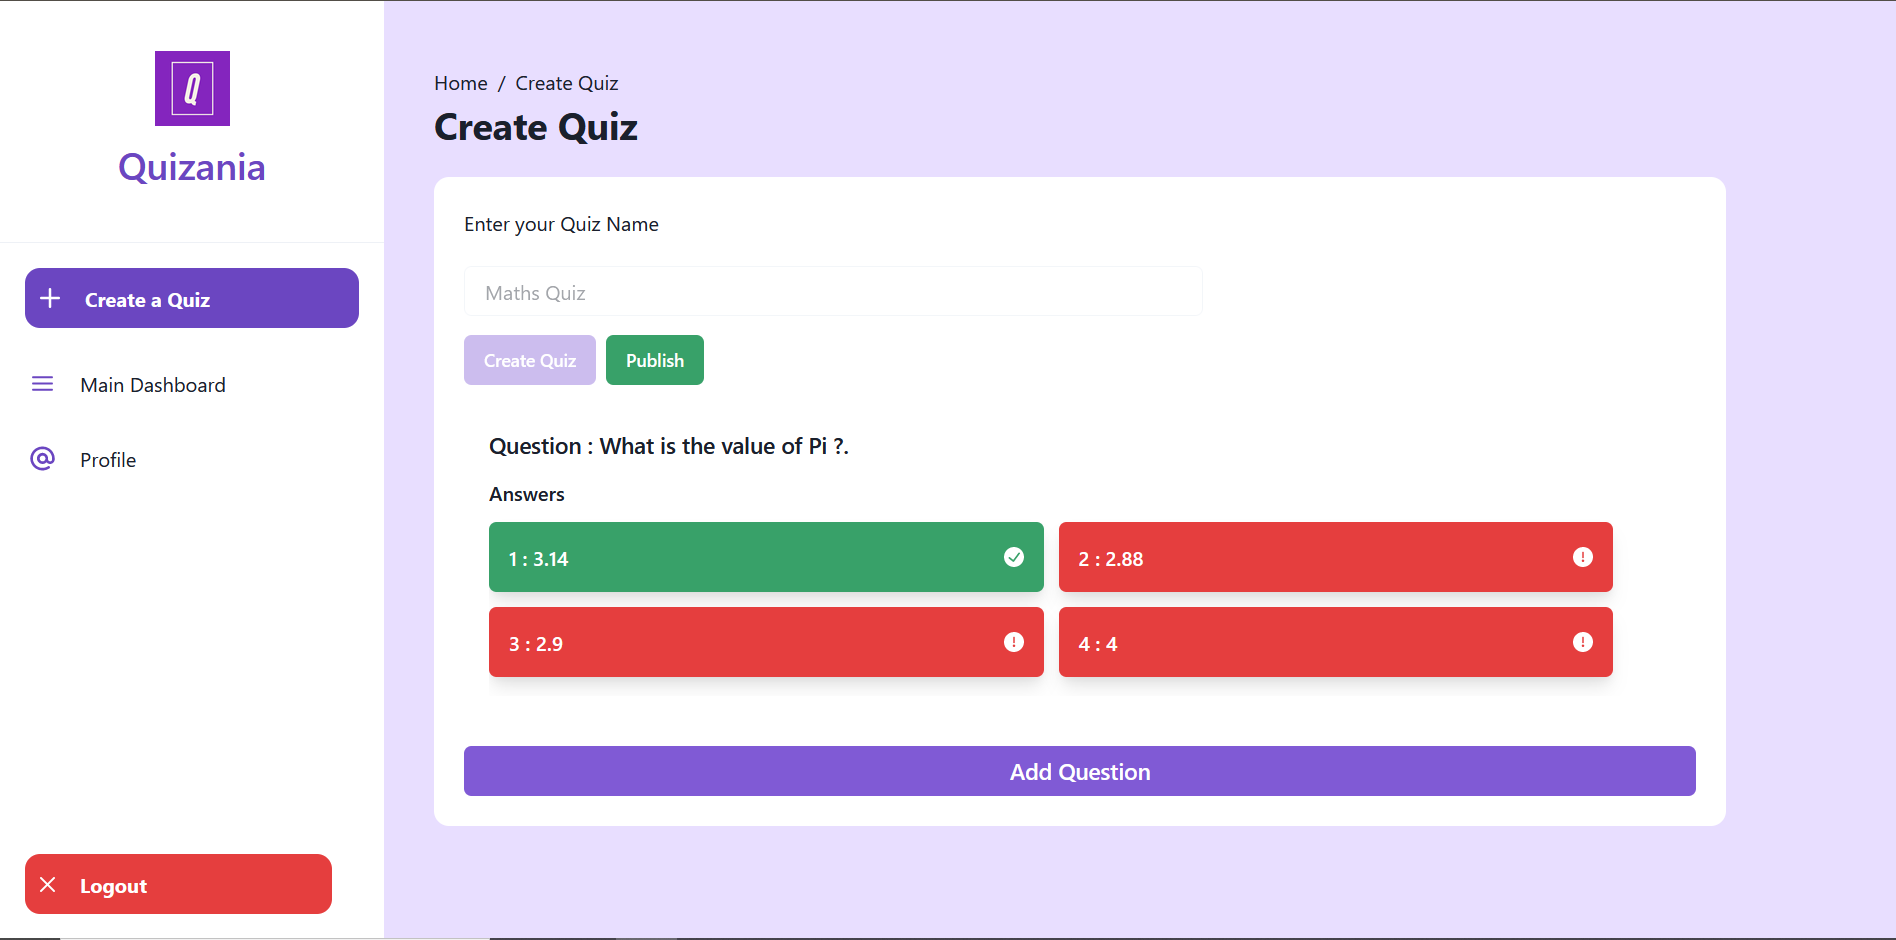 Q
Quizania
Create a Quiz
Main Dashboard
Profile
Logout
Home / Create Quiz
Create Quiz
Enter your Quiz Name
Maths Quiz
Create Quiz
Publish
Question : What is the value of Pi ?.
Answers
1 : 3.14
2 : 2.88
3 : 2.9
4 : 4
Add Question